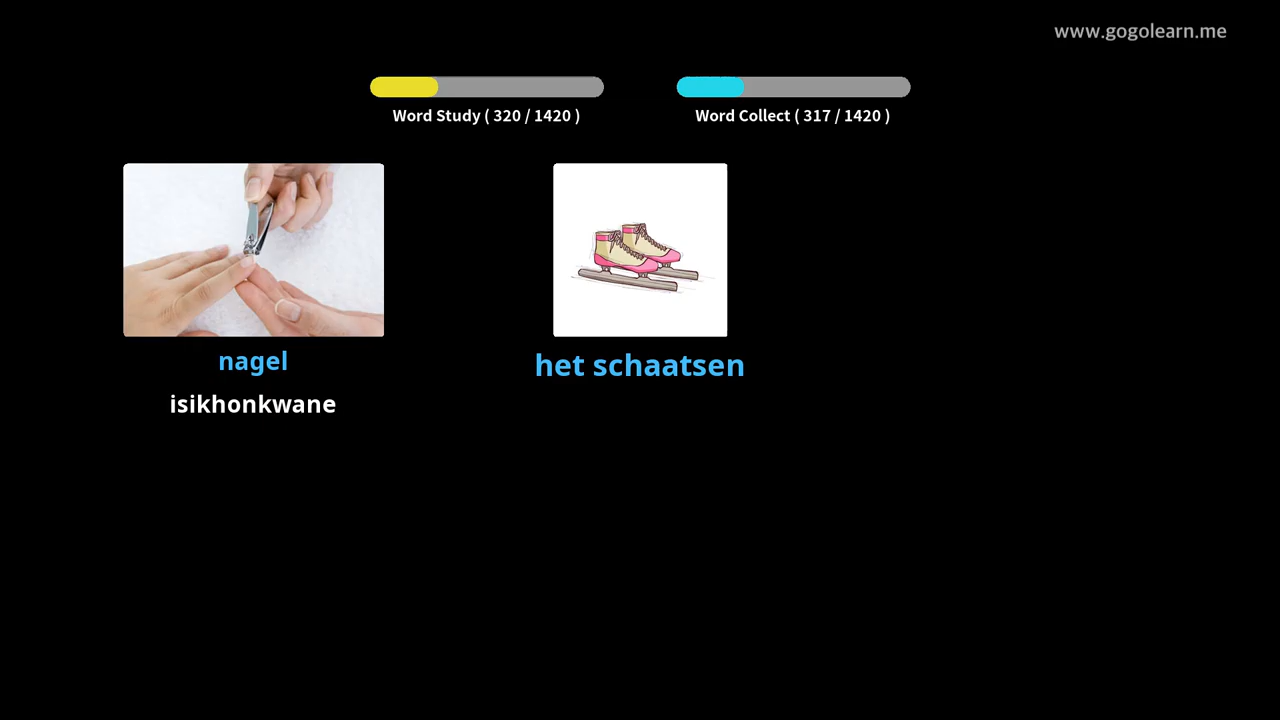 www.gogolearn.me
Word Study ( 320 / 1420 )
Word Collect ( 317 / 1420 )
nagel
isikhonkwane
het schaatsen